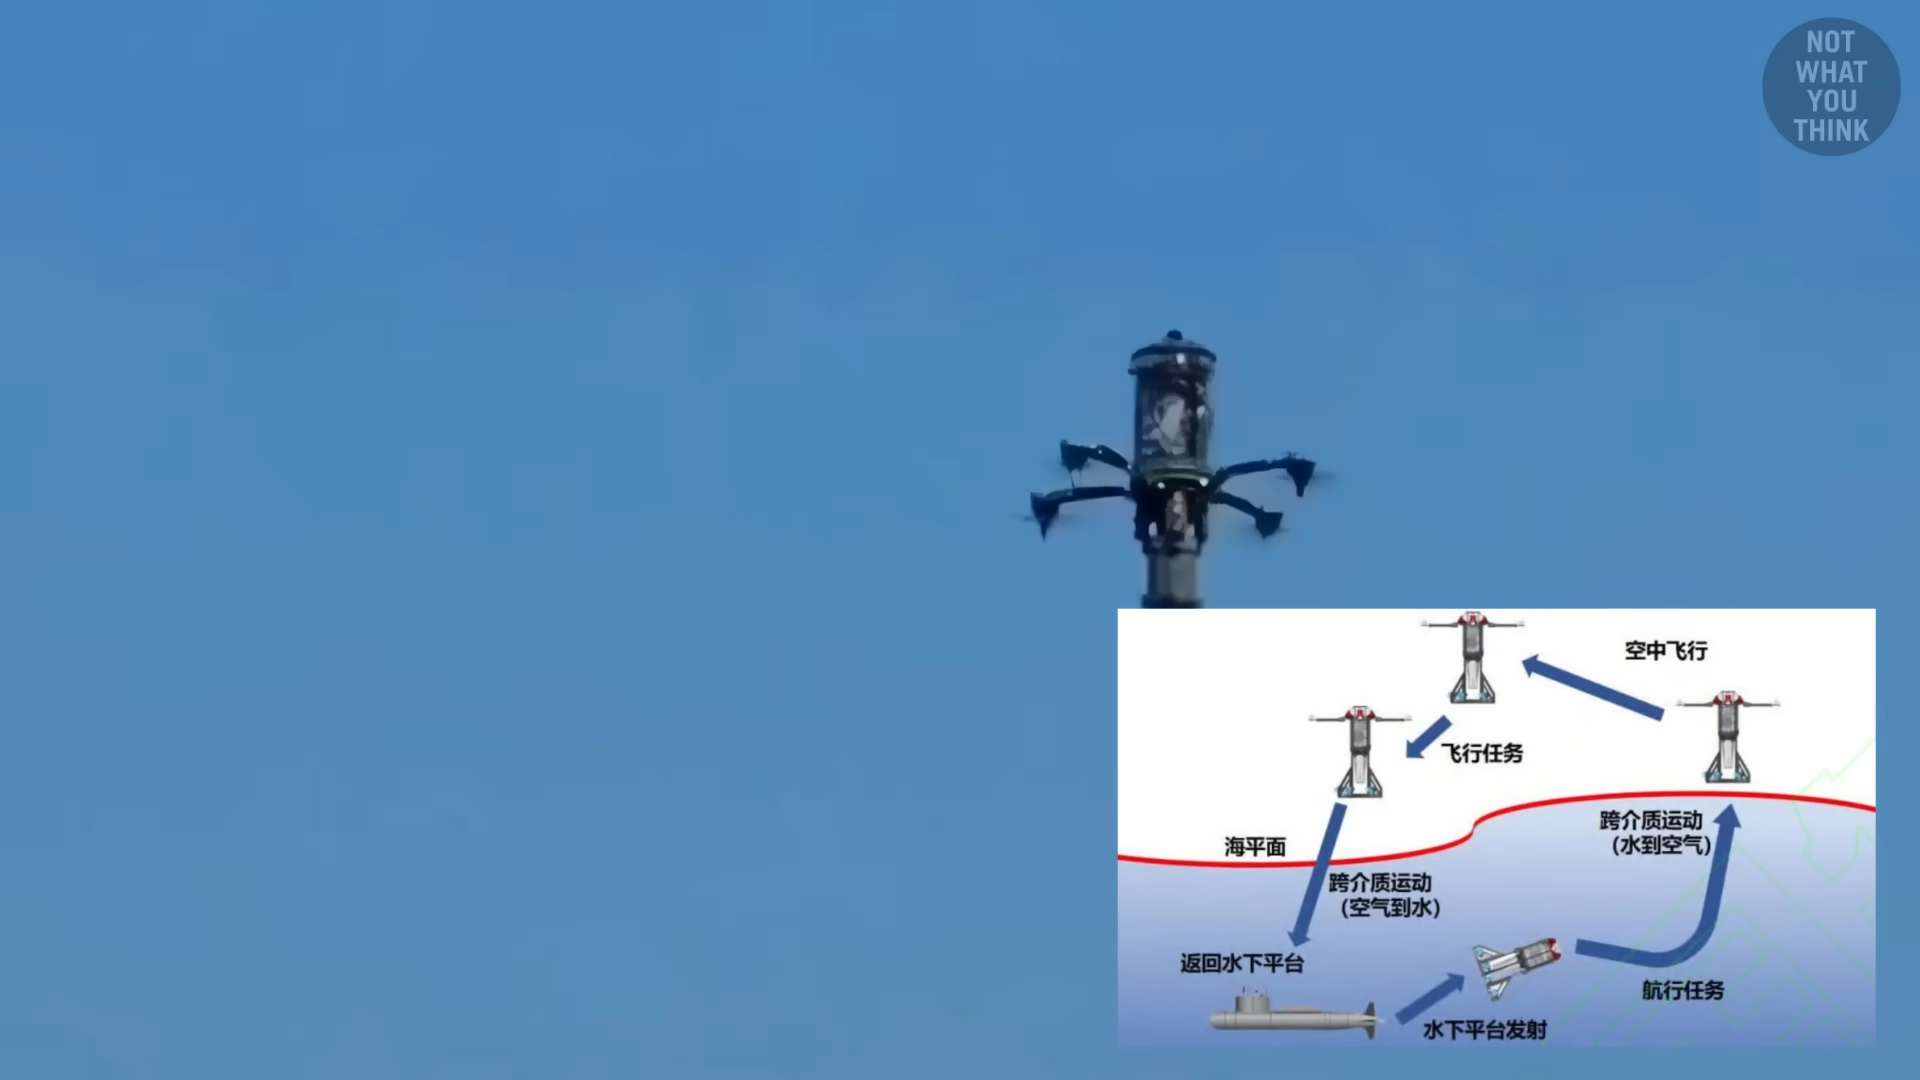 NOT
WHAT
YOU
THINK
空中飞行
飞行任务
跨介质运动
（水到空气）
海平面
跨介质运动
（空气到水）
返回水下平台
航行任务
水下平台发射